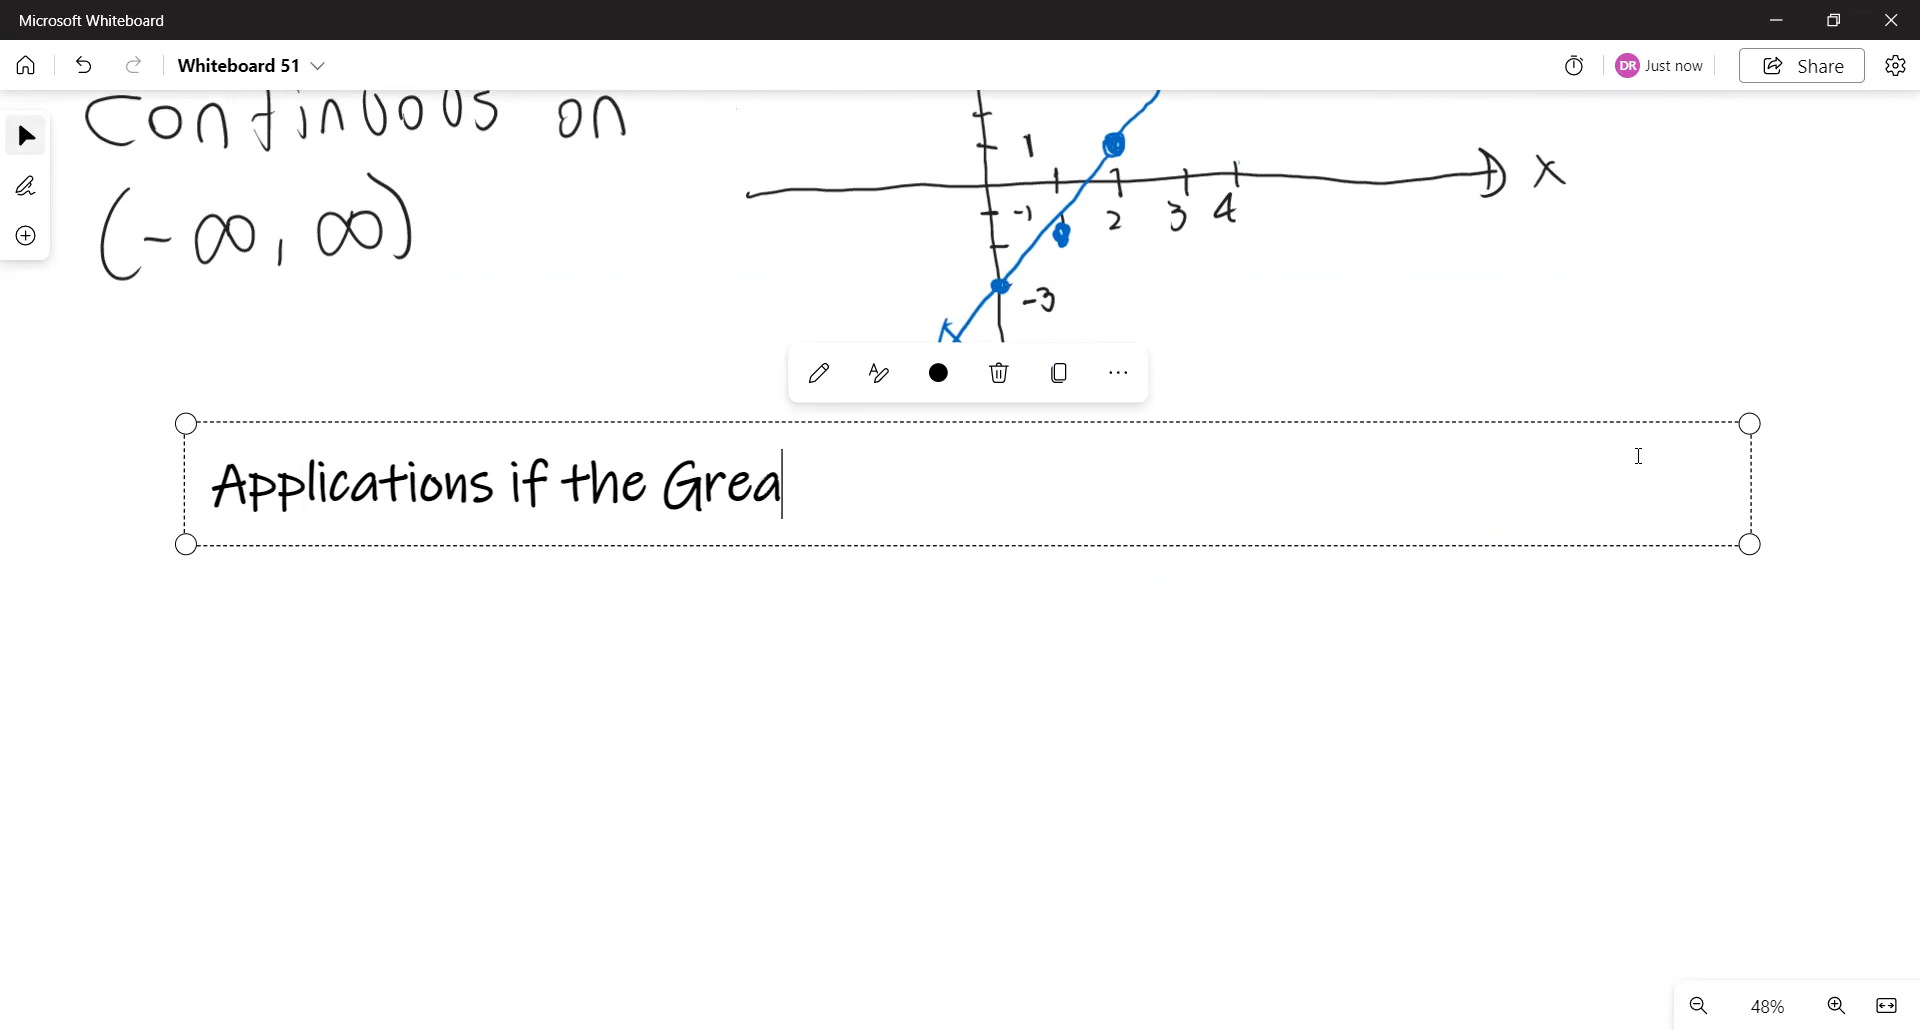 Microsoft Whiteboard
Whiteboard 51
DR Just now
Share
Continuous on
(-∞, ∞)
1
-1
2
3
4
X
-3
Applications if the Grea
48%